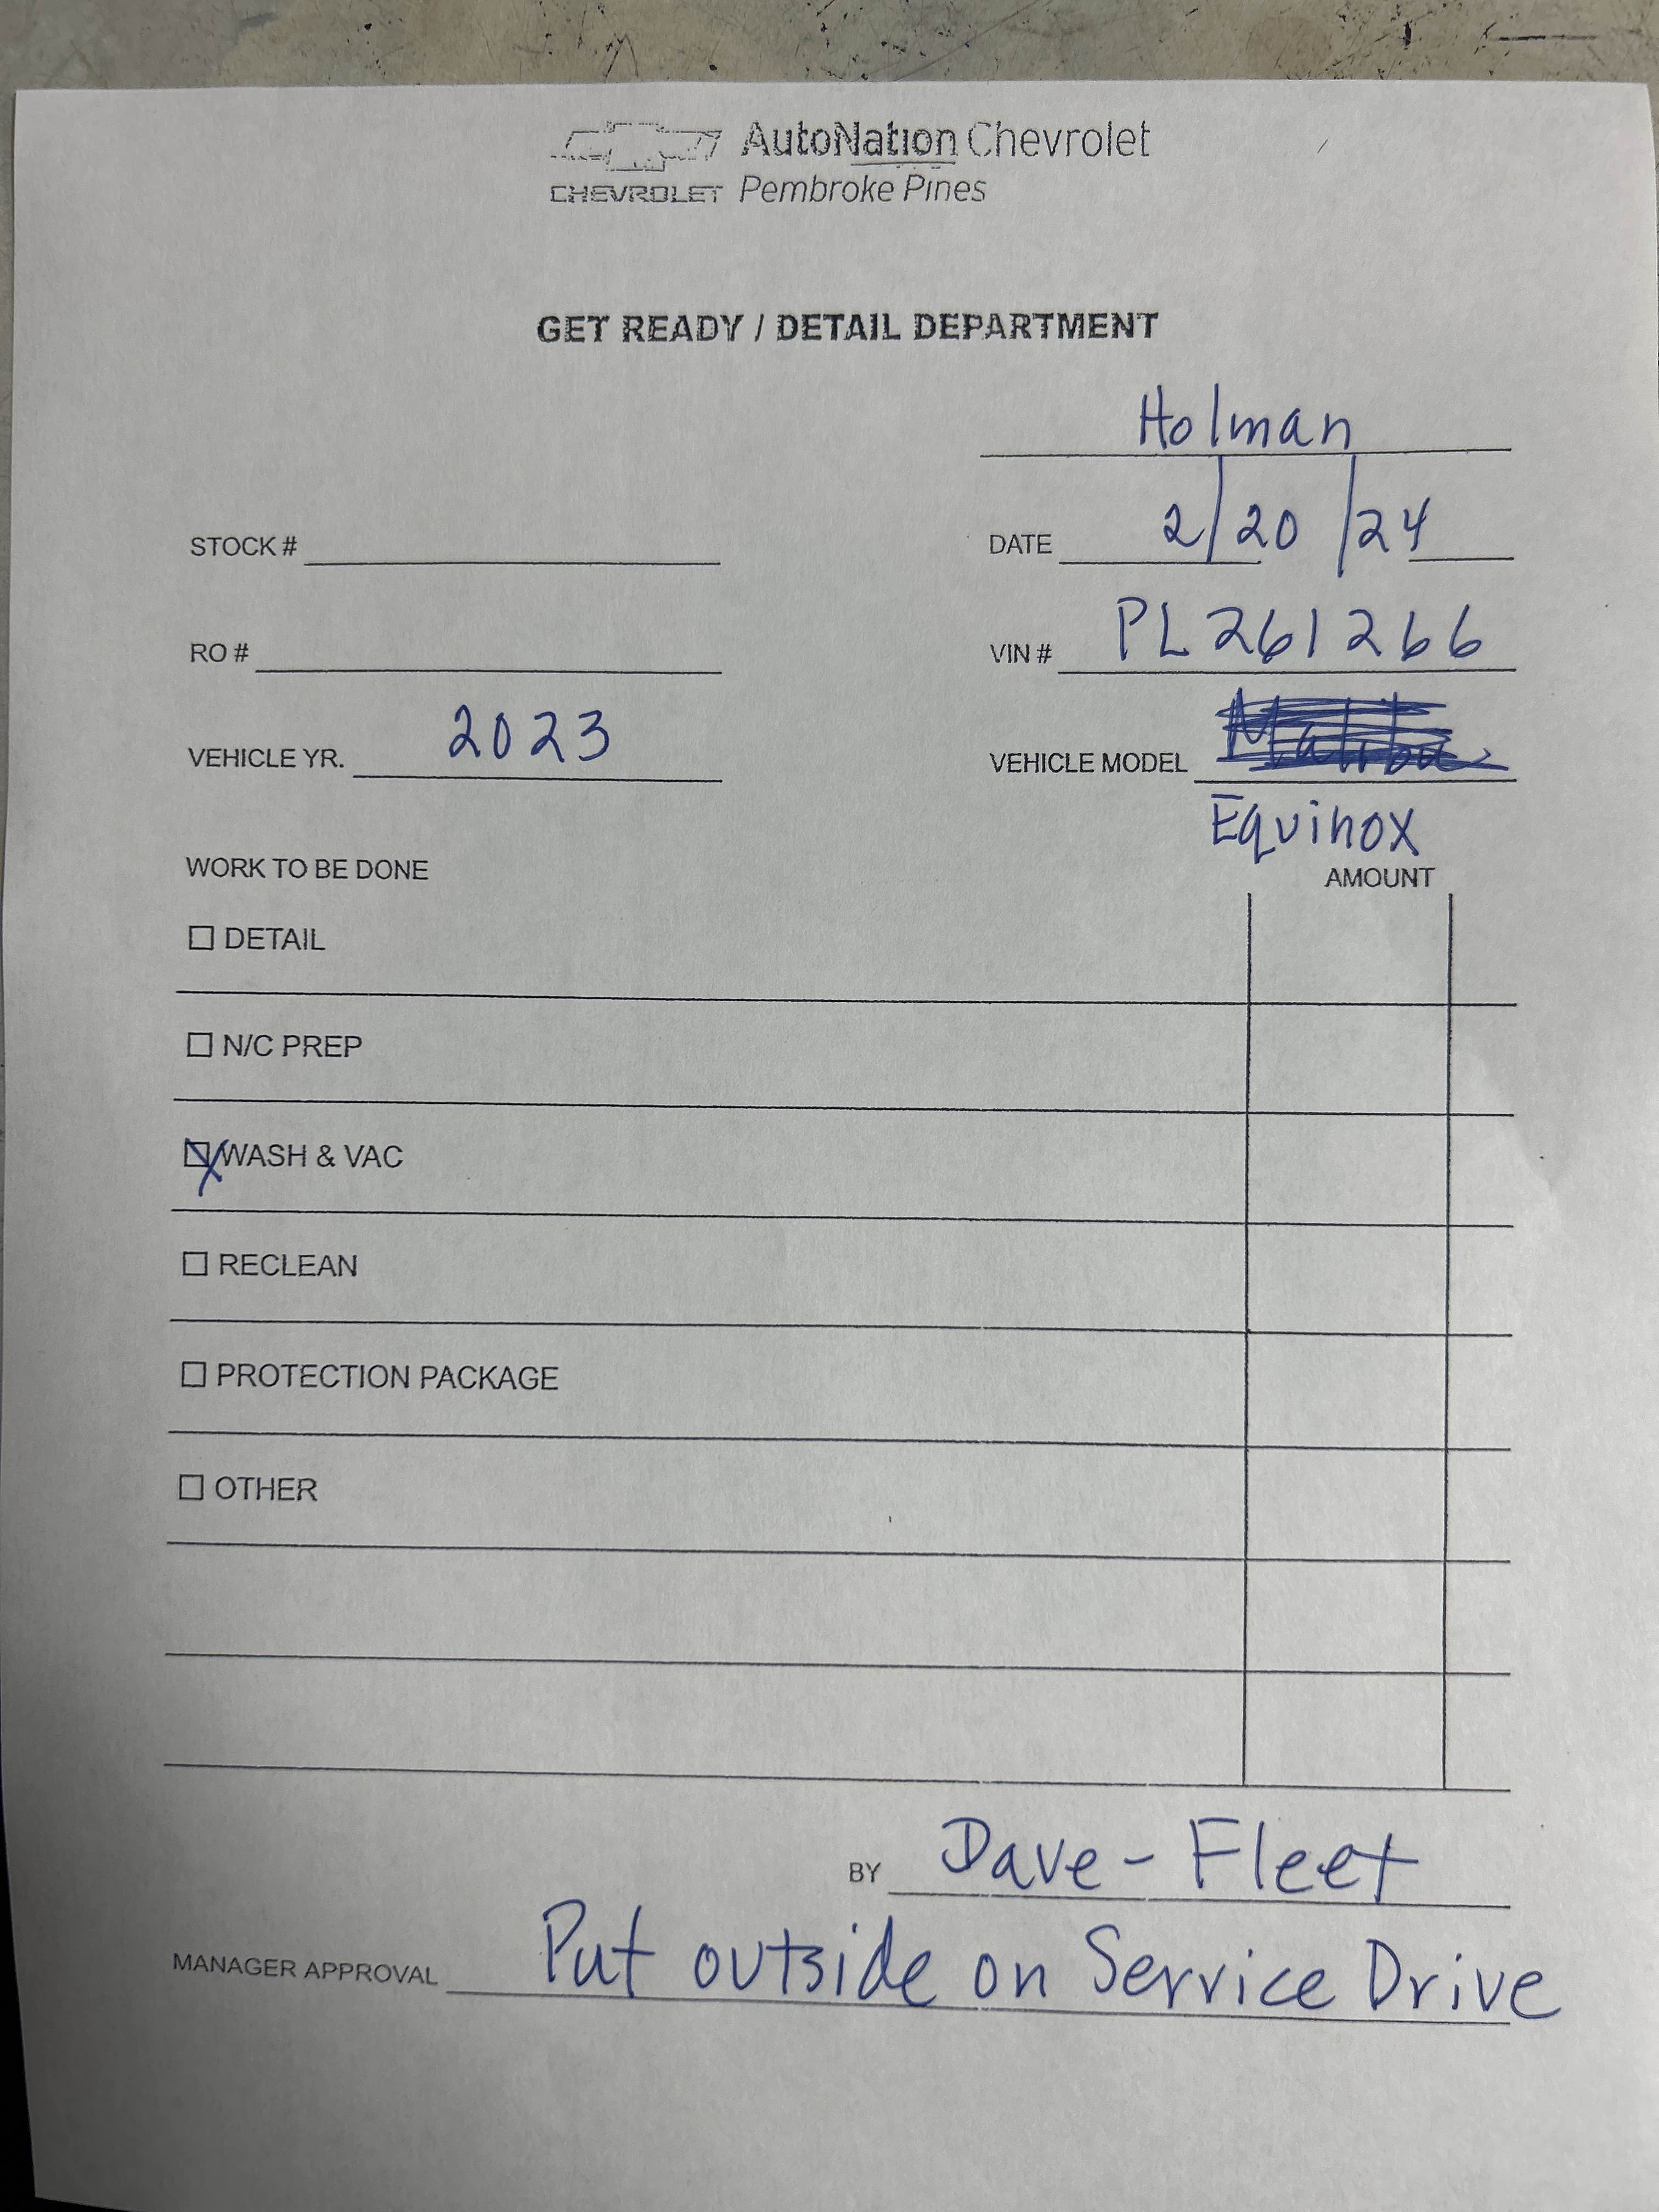 AutoNation Chevrolet
CHEVROLET Pembroke Pines
GET READY / DETAIL DEPARTMENT
Holman
STOCK # DATE 2/20/24
RO # VIN # PL261266
VEHICLE YR. 2023 VEHICLE MODEL Malibu
Equinox
WORK TO BE DONE AMOUNT
DETAIL
N/C PREP
WASH & VAC
RECLEAN
PROTECTION PACKAGE
OTHER
BY Dave - Fleet
MANAGER APPROVAL Put outside on Service Drive